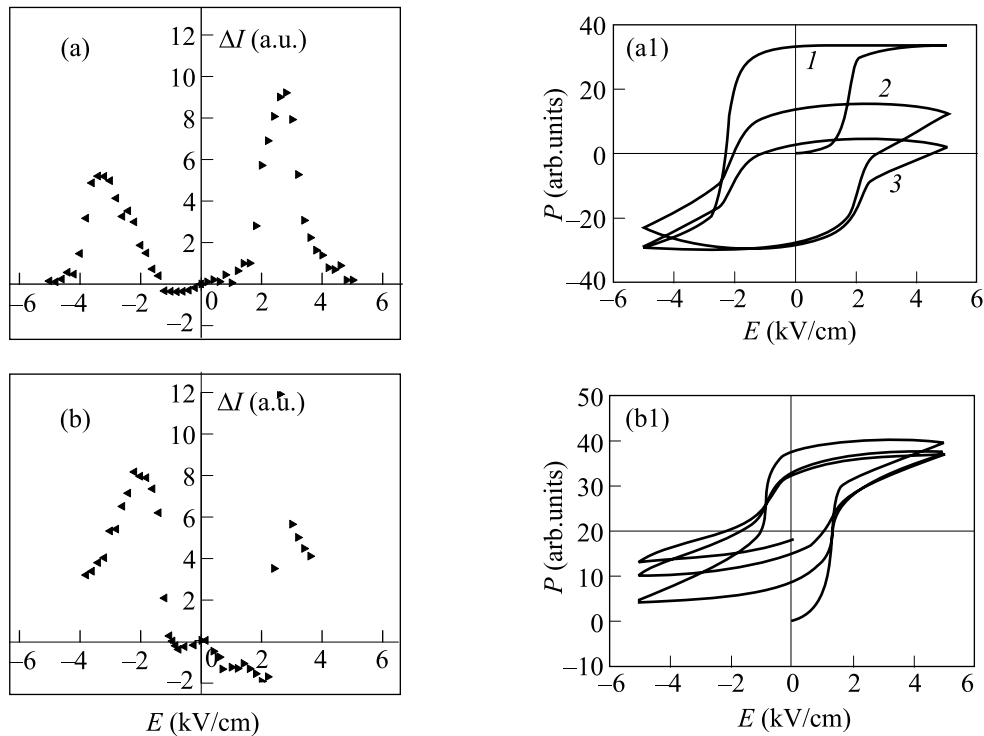 (a)
ΔI (a.u.)
12
10
8
6
4
2
–2
–6 –4 –2 0 2 4 6
(a1)
P (arb.units)
40
20
0
–20
–40
1
2
3
–6 –4 –2 0 2 4 6
E (kV/cm)
(b)
ΔI (a.u.)
12
10
8
6
4
2
–2
–6 –4 –2 0 2 4 6
E (kV/cm)
(b1)
P (arb.units)
50
40
30
20
10
0
–10
–6 –4 –2 0 2 4 6
E (kV/cm)